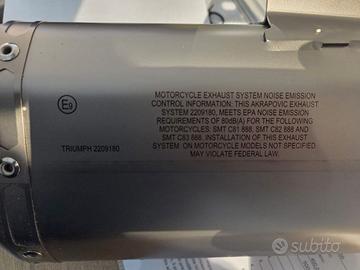 MOTORCYCLE EXHAUST SYSTEM NOISE EMISSION
CONTROL INFORMATION. THIS AKRAPOVIC EXHAUST
SYSTEM 2209180, MEETS EPA NOISE EMISSION
REQUIREMENTS OF 80dB(A) FOR THE FOLLOWING
MOTORCYCLES: SMT C81 888, SMT C82 888 AND
SMT C83 888. INSTALLATION OF THIS EXHAUST
SYSTEM ON MOTORCYCLE MODELS NOT SPECIFIED
MAY VIOLATE FEDERAL LAW.
E9
TRIUMPH 2209180
subito